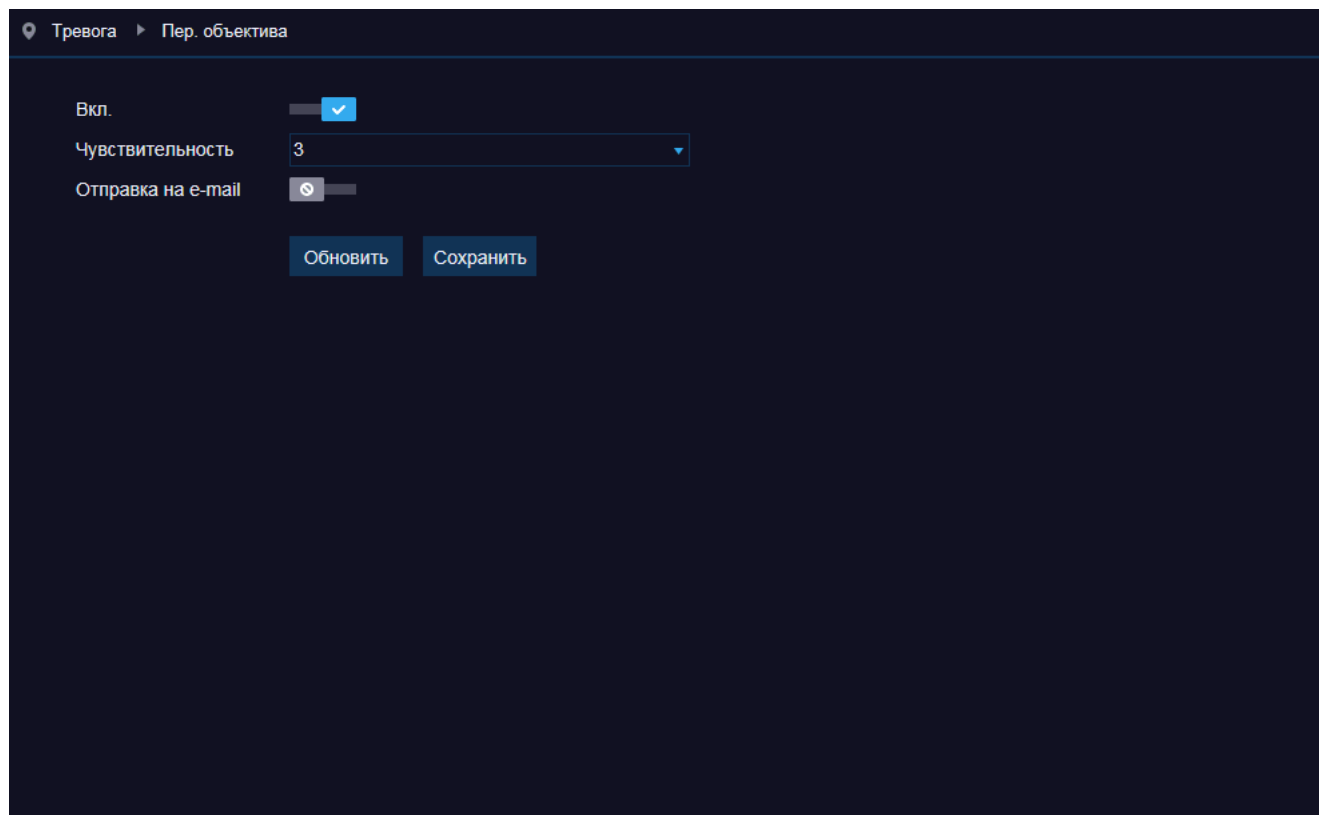 Тревога Пер. объектива
Вкл.
Чувствительность 3
Отправка на e-mail
Обновить Сохранить